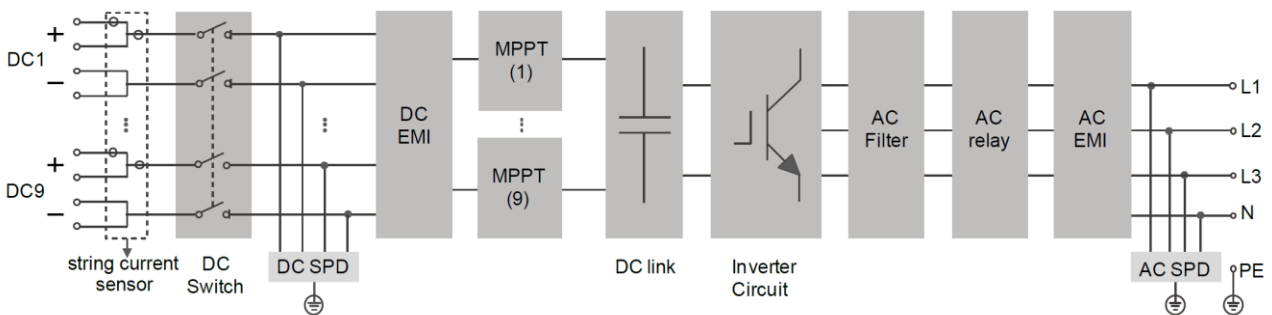 DC1
+
−
DC9
+
−
string current
sensor
DC
Switch
DC SPD
DC
EMI
MPPT
(1)
MPPT
(9)
DC link
Inverter
Circuit
AC
Filter
AC
relay
AC
EMI
AC SPD
L1
L2
L3
N
PE